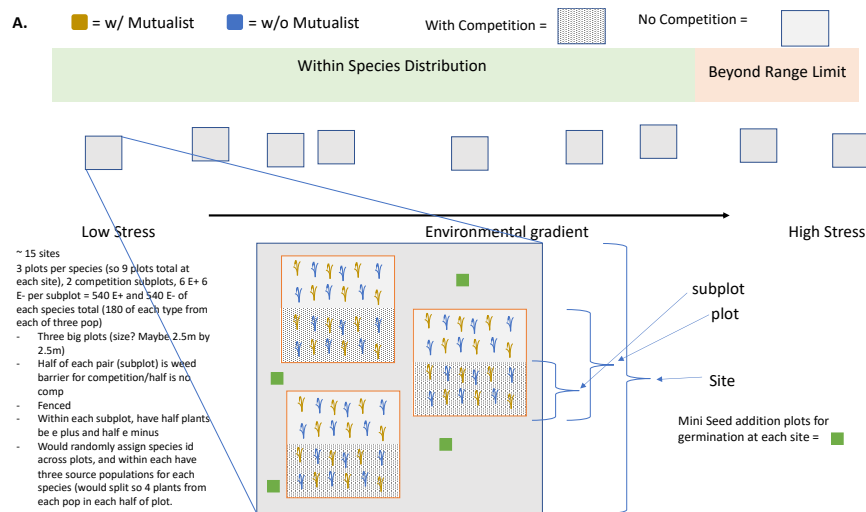 A.
= w/ Mutualist
= w/o Mutualist
With Competition =
No Competition =
Within Species Distribution
Beyond Range Limit
Low Stress
Environmental gradient
High Stress
~ 15 sites
3 plots per species (so 9 plots total
at each site), 2 competition subplots, 6 E+ 6
E- per subplot = 540 E+ and 540 E- of
each species total (180 of each type from
each of three pop)
- Three big plots (size? Maybe 2.5m by
2.5m)
- Half of each pair (subplot) is weed
barrier for competition/half is no
comp
- Fenced
- Within each subplot, have half plants
be e plus and half e minus
- Would randomly assign species id
across plots, and within each have
three source populations for each
species (would split so 4 plants from
each pop in each half of plot.
subplot
plot
Site
Mini Seed addition plots for
germination at each site =